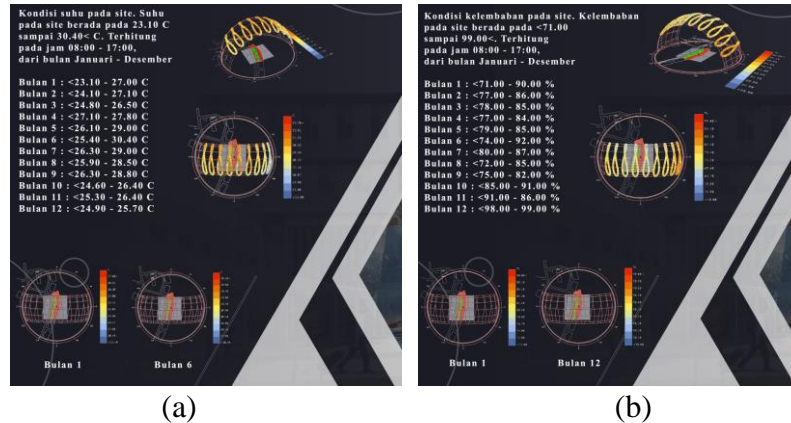 Kondisi suhu pada site. Suhu
pada site berada pada 23.10 C
sampai 30.40< C. Terhitung
pada jam 08:00 - 17:00,
dari bulan Januari - Desember
Bulan 1 : <23.10 - 27.00 C
Bulan 2 : <24.10 - 27.10 C
Bulan 3 : <24.80 - 26.50 C
Bulan 4 : <27.10 - 27.80 C
Bulan 5 : <26.10 - 29.00 C
Bulan 6 : <25.40 - 30.40 C
Bulan 7 : <26.30 - 29.00 C
Bulan 8 : <25.90 - 28.50 C
Bulan 9 : <26.30 - 28.80 C
Bulan 10 : <24.60 - 26.40 C
Bulan 11 : <25.30 - 26.40 C
Bulan 12 : <24.90 - 25.70 C
Bulan 1
Bulan 6
(a)
Kondisi kelembaban pada site. Kelembaban
pada site berada pada <71.00
sampai 99.00<. Terhitung
pada jam 08:00 - 17:00,
dari bulan Januari - Desember
Bulan 1 : <71.00 - 90.00 %
Bulan 2 : <77.00 - 86.00 %
Bulan 3 : <78.00 - 85.00 %
Bulan 4 : <77.00 - 84.00 %
Bulan 5 : <79.00 - 85.00 %
Bulan 6 : <74.00 - 92.00 %
Bulan 7 : <80.00 - 87.00 %
Bulan 8 : <72.00 - 85.00 %
Bulan 9 : <75.00 - 82.00 %
Bulan 10 : <85.00 - 91.00 %
Bulan 11 : <91.00 - 86.00 %
Bulan 12 : <98.00 - 99.00 %
Bulan 1
Bulan 12
(b)